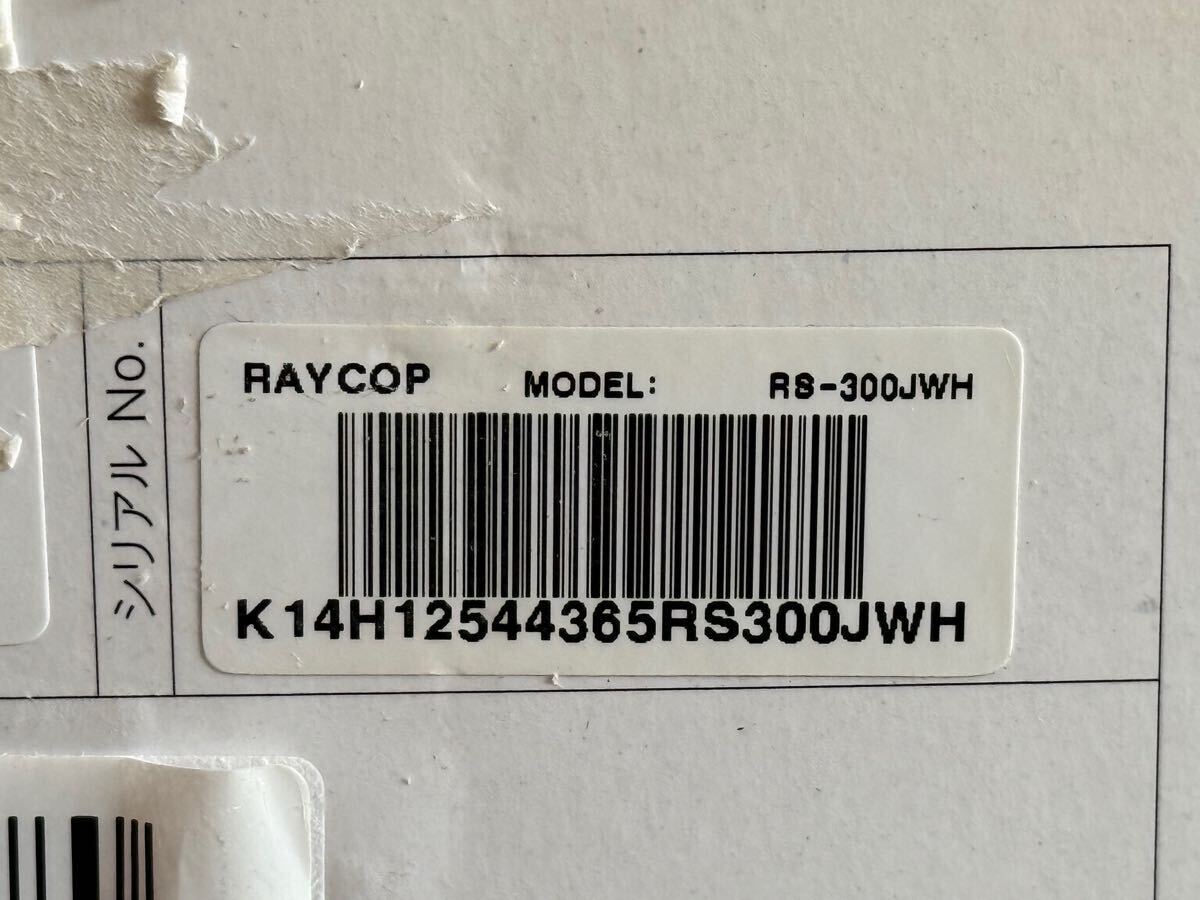 シリアル No.
RAYCOP MODEL: RS-300JWH
K14H12544365RS300JWH